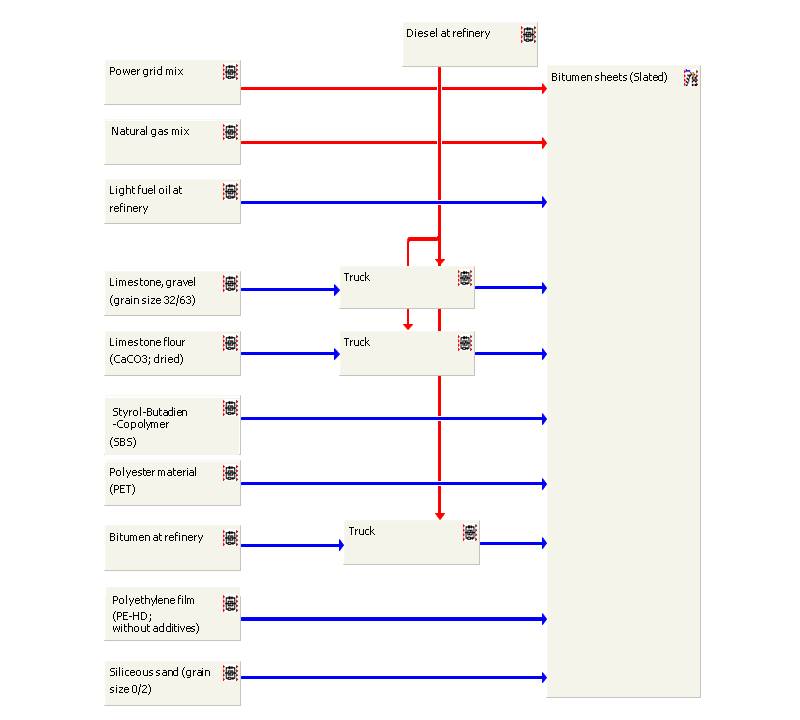 Diesel at refinery
Power grid mix
Bitumen sheets (Slated)
Natural gas mix
Light fuel oil at
refinery
Limestone, gravel
(grain size 32/63)
Truck
Limestone flour
(CaCO3; dried)
Truck
Styrol-Butadien
-Copolymer
(SBS)
Polyester material
(PET)
Bitumen at refinery
Truck
Polyethylene film
(PE-HD;
without additives)
Siliceous sand (grain
size 0/2)